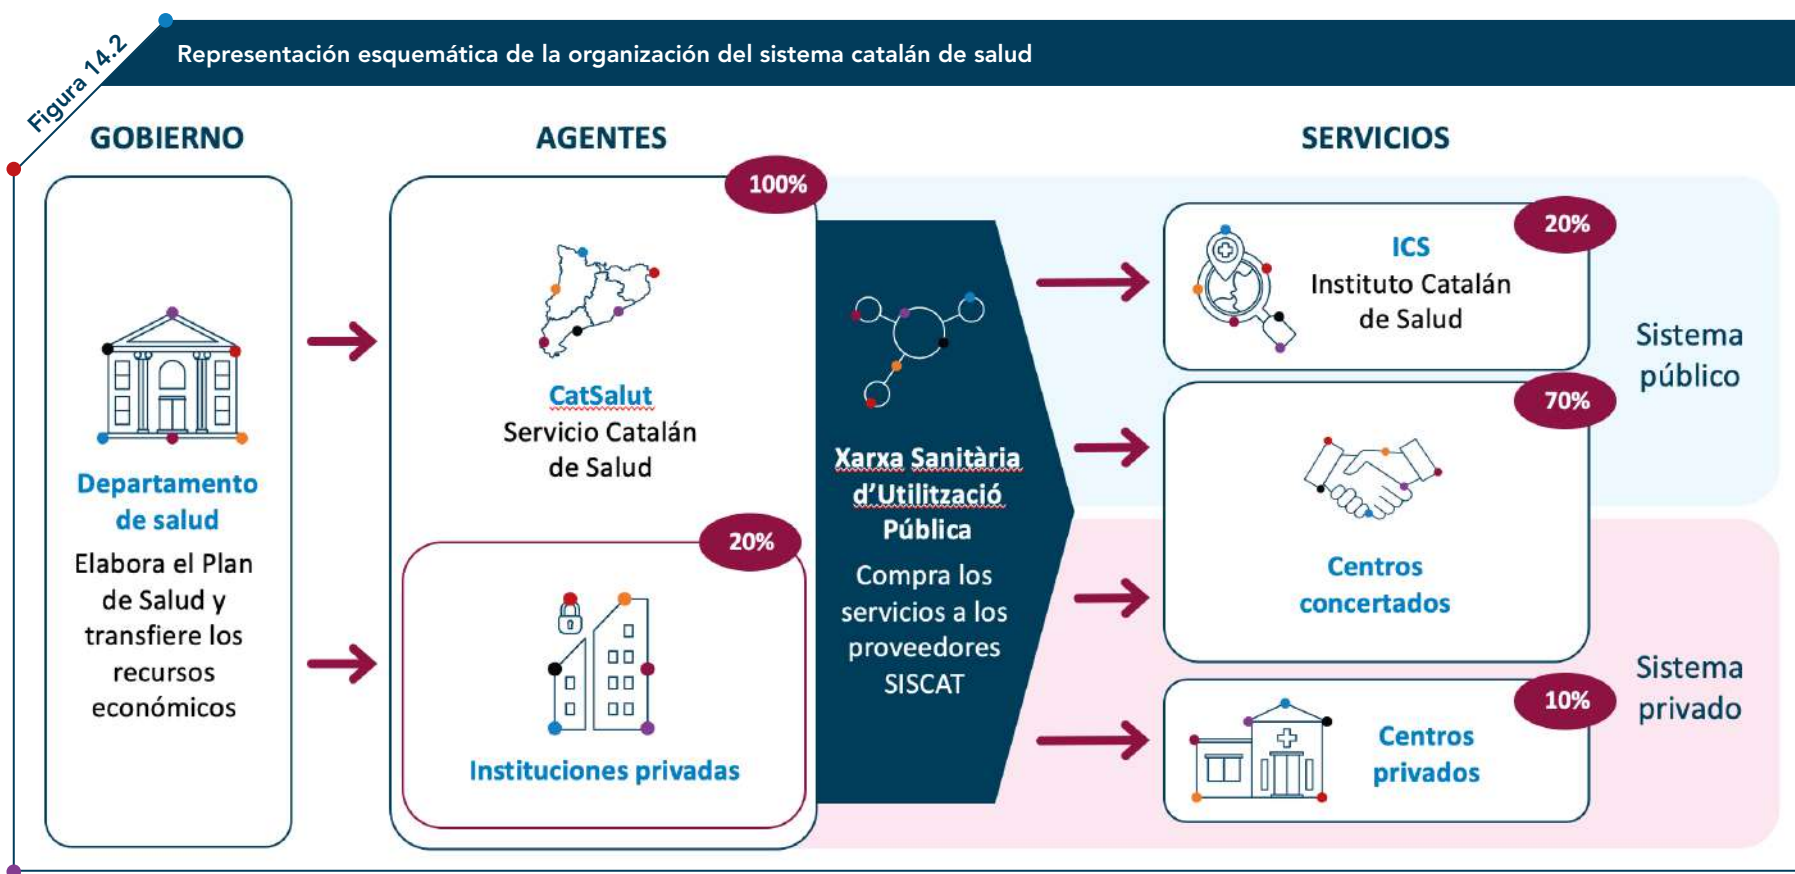 Figura 14.2
Representación esquemática de la organización del sistema catalán de salud
GOBIERNO
Departamento
de salud
Elabora el Plan
de Salud y
transfiere los
recursos
económicos
AGENTES
100%
CatSalut
Servicio Catalán
de Salud
20%
Instituciones privadas
Xarxa Sanitària
d'Utilització
Pública
Compra los
servicios a los
proveedores
SISCAT
SERVICIOS
20%
ICS
Instituto Catalán
de Salud
70%
Centros
concertados
10%
Centros
privados
Sistema
público
Sistema
privado